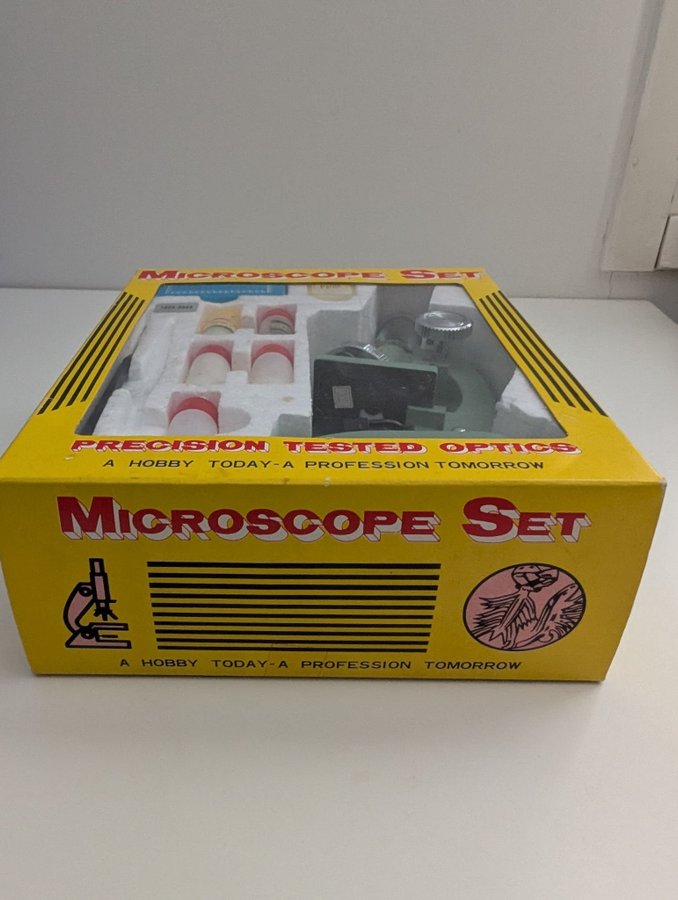 MICROSCOPE SET
PRECISION TESTED OPTICS
A HOBBY TODAY-A PROFESSION TOMORROW
MICROSCOPE SET
A HOBBY TODAY-A PROFESSION TOMORROW